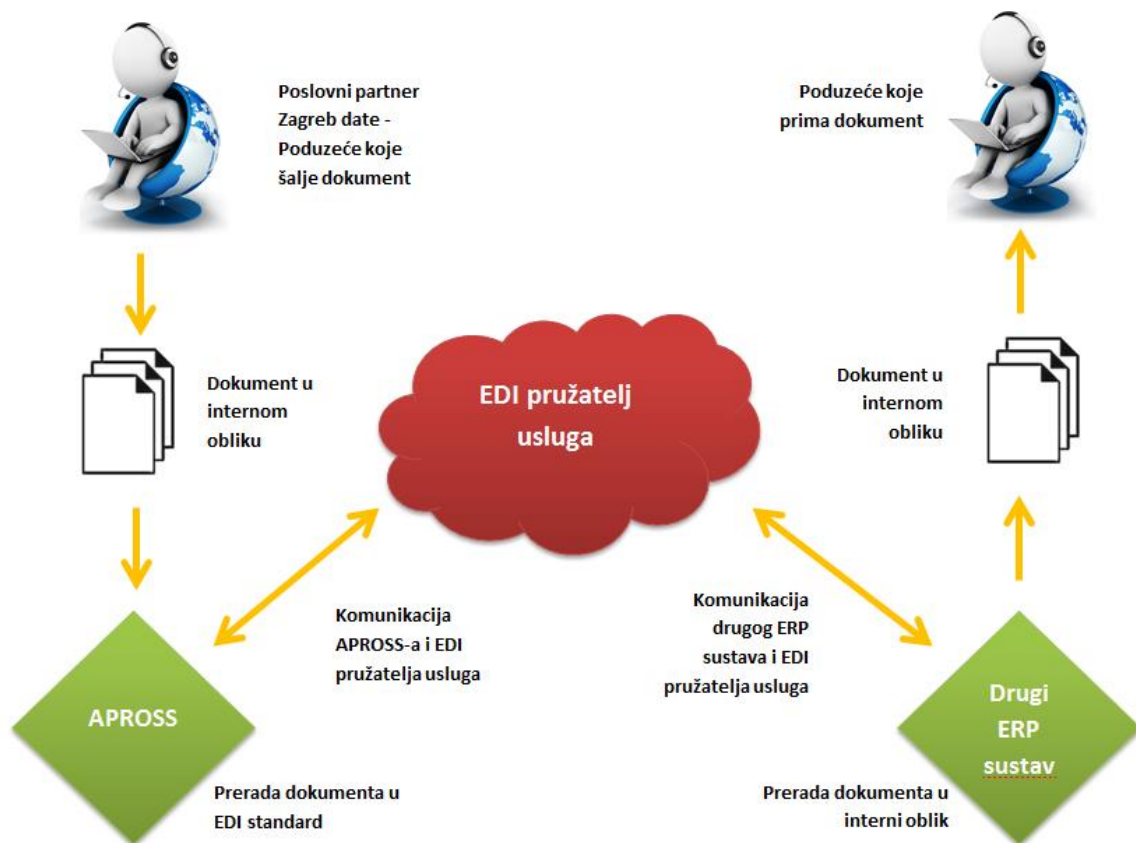 Poslovni partner
Zagreb date -
Poduzeće koje
šalje dokument
Poduzeće koje
prima dokument
Dokument u
internom
obliku
EDI pružatelj
usluga
Dokument u
internom
obliku
Komunikacija
APROSS-a i EDI
pružatelja usluga
Komunikacija
drugog ERP
sustava i EDI
pružatelja usluga
APROSS
Drugi
ERP
sustav
Prerada dokumenta u
EDI standard
Prerada dokumenta u
interni oblik